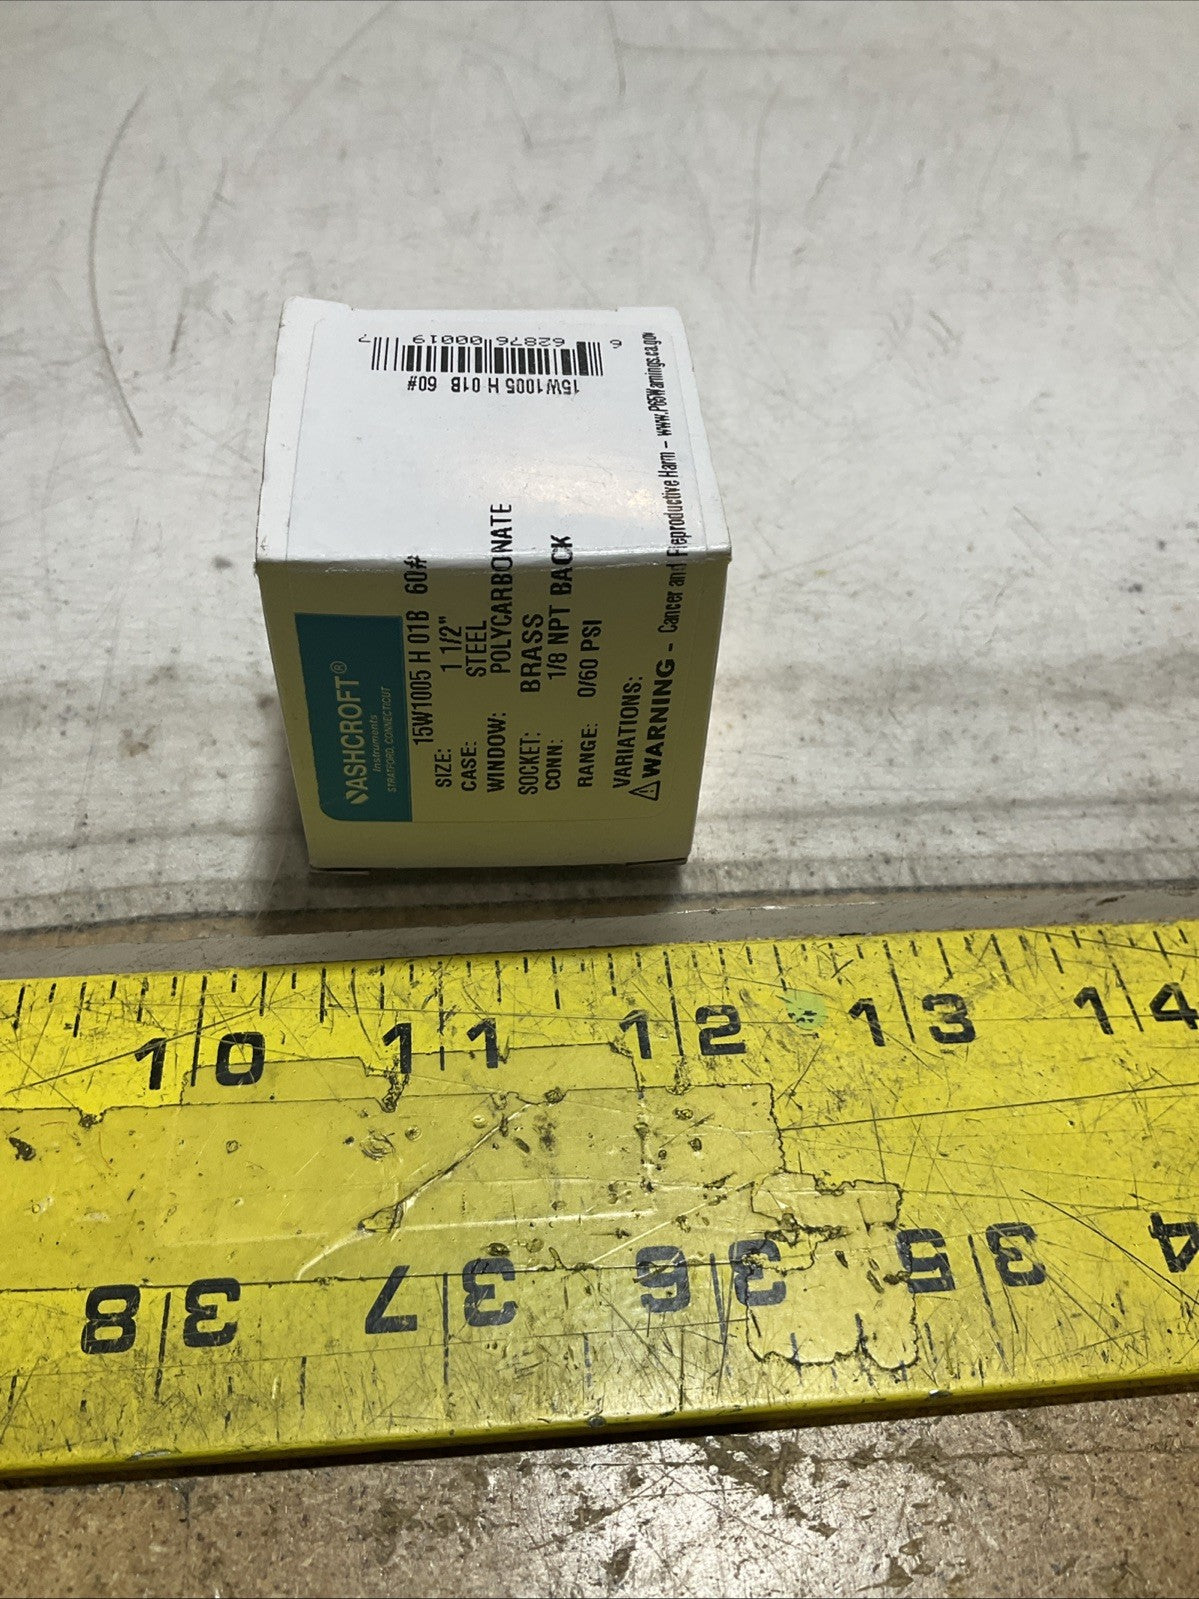 ASHCROFT®
Instruments
STRATFORD, CONNECTICUT
15W1005 H 01B 60#
SIZE: 1 1/2"
CASE: STEEL
WINDOW: POLYCARBONATE
SOCKET: BRASS
CONN: 1/8 NPT BACK
RANGE: 0/60 PSI
VARIATIONS:
⚠WARNING - Cancer and Reproductive Harm - www.P65Warnings.ca.gov
15W1005 H 01B 60#
62876 00019
10 11 12 13 14
38 37 36 35 34